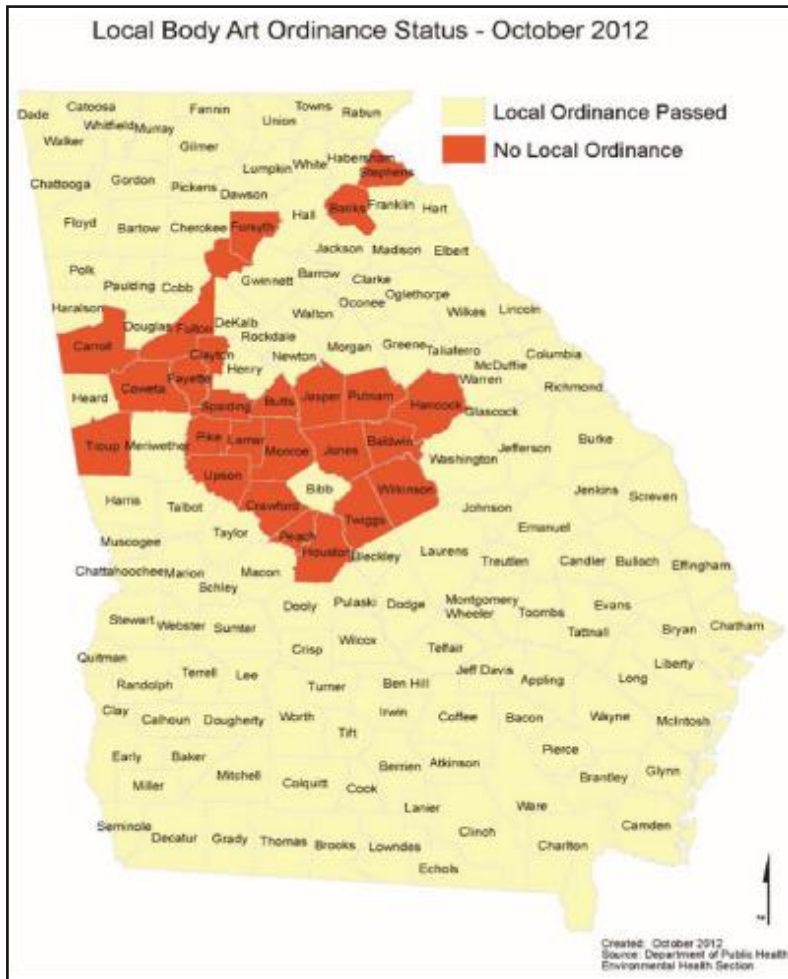 Local Body Art Ordinance Status - October 2012
Local Ordinance Passed
No Local Ordinance
Dade
Catoosa
Whitfield
Murray
Fannin
Union
Towns
Rabun
Walker
Gilmer
Lumpkin
White
Habersham
Stephens
Chattooga
Gordon
Pickens
Dawson
Hall
Banks
Franklin
Hart
Floyd
Bartow
Cherokee
Forsyth
Jackson
Madison
Elbert
Polk
Paulding
Cobb
Gwinnett
Barrow
Clarke
Oconee
Oglethorpe
Haralson
Douglas
Fulton
DeKalb
Rockdale
Walton
Wilkes
Lincoln
Carroll
Clayton
Henry
Newton
Morgan
Greene
Taliaferro
McDuffie
Columbia
Heard
Coweta
Fayette
Spalding
Butts
Jasper
Putnam
Hancock
Warren
Richmond
Glascock
Troup
Meriwether
Pike
Lamar
Monroe
Jones
Baldwin
Washington
Jefferson
Burke
Upson
Bibb
Wilkinson
Jenkins
Screven
Harris
Talbot
Crawford
Twiggs
Johnson
Emanuel
Muscogee
Taylor
Peach
Houston
Bleckley
Laurens
Treutlen
Candler
Bulloch
Effingham
Chattahoochee
Marion
Macon
Schley
Dooly
Pulaski
Dodge
Montgomery
Wheeler
Toombs
Evans
Tattnall
Bryan
Chatham
Stewart
Webster
Sumter
Crisp
Wilcox
Telfair
Liberty
Quitman
Randolph
Terrell
Lee
Turner
Ben Hill
Jeff Davis
Appling
Long
Clay
Calhoun
Dougherty
Worth
Tift
Irwin
Coffee
Bacon
Wayne
McIntosh
Early
Baker
Miller
Mitchell
Colquitt
Cook
Berrien
Atkinson
Pierce
Brantley
Glynn
Lanier
Ware
Seminole
Decatur
Grady
Thomas
Brooks
Lowndes
Clinch
Charlton
Camden
Echols
Created: October 2012
Source: Department of Public Health
Environmental Health Section